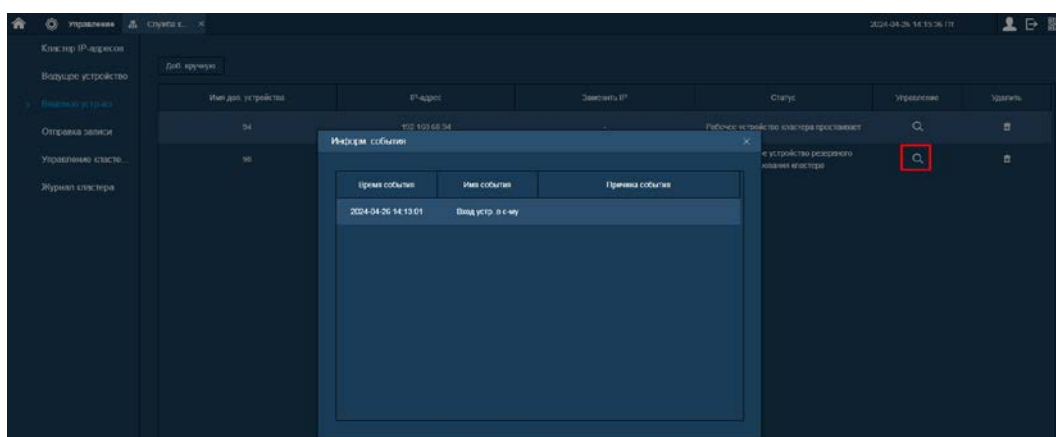 Управление Служба к... × 2024-04-26 14:15:36 ПТ
Кластер IP-адресов
Ведущее устройство
Отправка записи
Управление класте...
Журнал кластера
Доб. вручную
Имя доп. устройства IP-адрес Заменить IP Статус Управление Удалить
94 192.168.60.94 - Рабочее устройство кластера простаивает
98 е устройство резервного
ования кластера
Информ. события ×
Время события Имя события Причина события
2024-04-26 14:13:01 Вход устр. в с-му